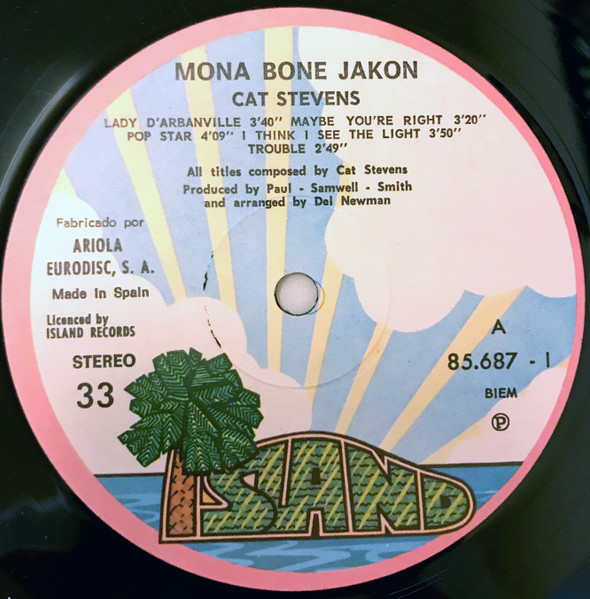 MONA BONE JAKON
CAT STEVENS
LADY D'ARBANVILLE 3'40" MAYBE YOU'RE RIGHT 3'20"
POP STAR 4'09" I THINK I SEE THE LIGHT 3'50"
TROUBLE 2'49"
All titles composed by Cat Stevens
Produced by Paul - Samwell - Smith
and arranged by Del Newman
Fabricado por
ARIOLA
EURODISC, S. A.
Made in Spain
Licenced by
ISLAND RECORDS
STEREO
33
A
85.687 - I
BIEM
℗
ISLAND